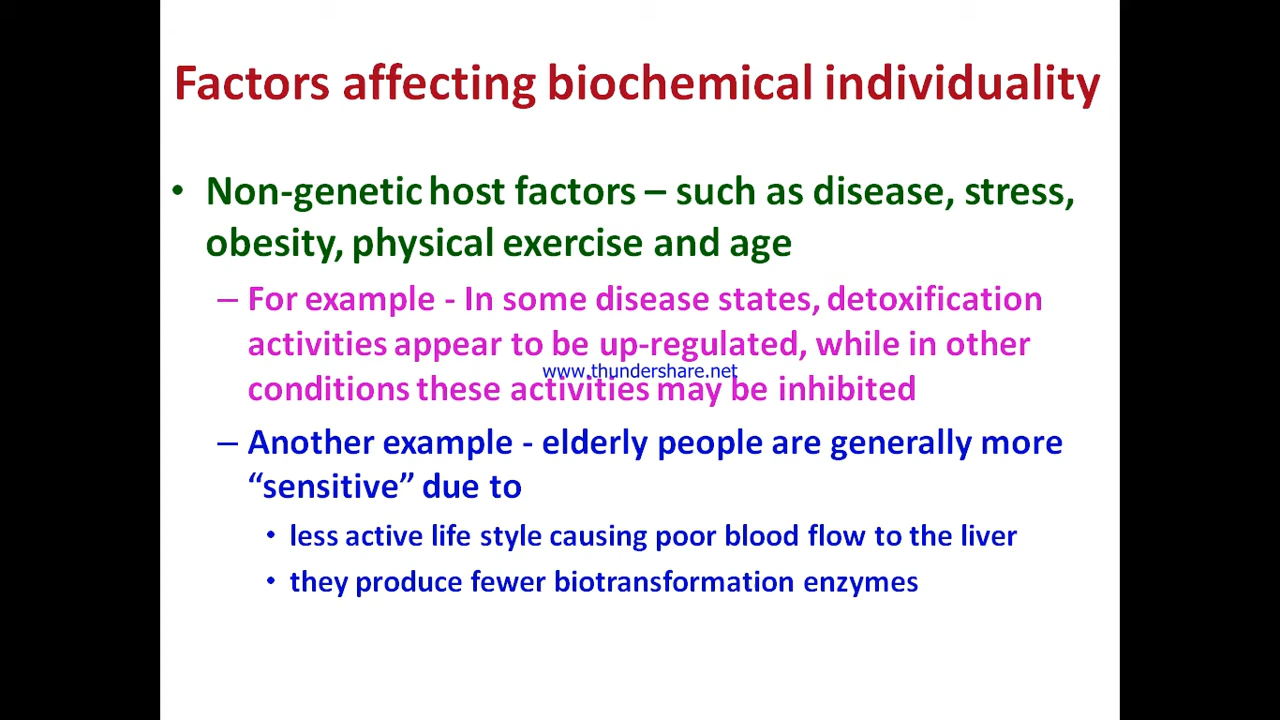 Factors affecting biochemical individuality
• Non-genetic host factors – such as disease, stress,
obesity, physical exercise and age
– For example - In some disease states, detoxification
activities appear to be up-regulated, while in other
www.thundershare.net
conditions these activities may be inhibited
– Another example - elderly people are generally more
“sensitive” due to
• less active life style causing poor blood flow to the liver
• they produce fewer biotransformation enzymes